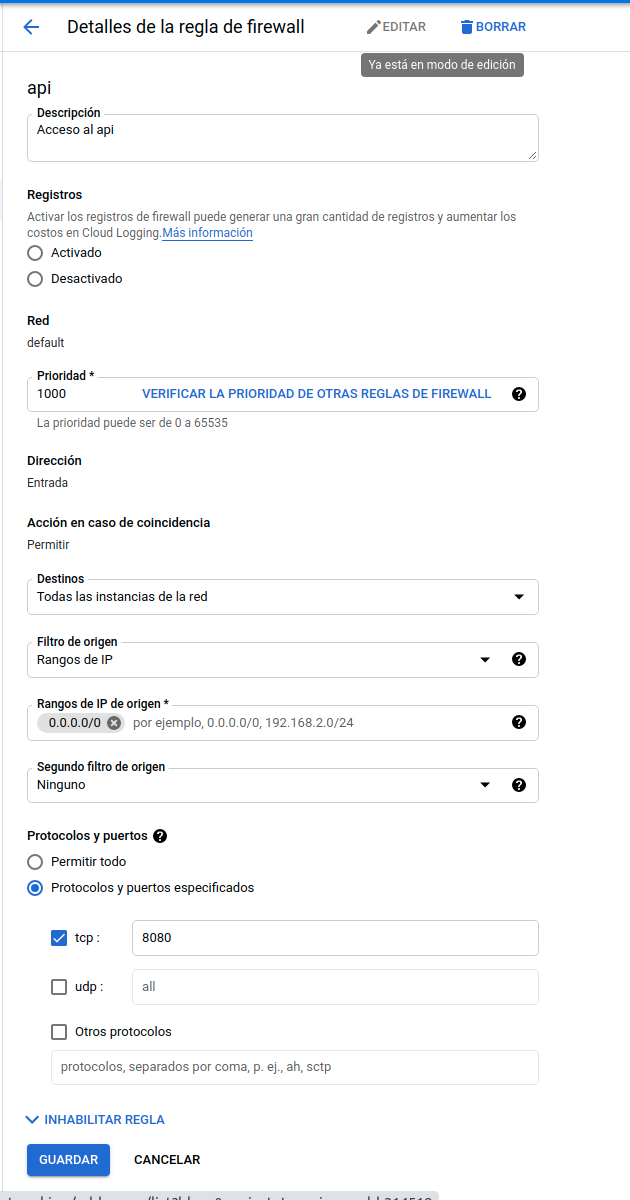 Detalles de la regla de firewall
EDITAR
BORRAR
Ya está en modo de edición
api
Descripción
Acceso al api
Registros
Activar los registros de firewall puede generar una gran cantidad de registros y aumentar los
costos en Cloud Logging. Más información
Activado
Desactivado
Red
default
Prioridad *
1000
VERIFICAR LA PRIORIDAD DE OTRAS REGLAS DE FIREWALL
La prioridad puede ser de 0 a 65535
Dirección
Entrada
Acción en caso de coincidencia
Permitir
Destinos
Todas las instancias de la red
Filtro de origen
Rangos de IP
Rangos de IP de origen *
0.0.0.0/0
por ejemplo, 0.0.0.0/0, 192.168.2.0/24
Segundo filtro de origen
Ninguno
Protocolos y puertos
Permitir todo
Protocolos y puertos especificados
tcp :
8080
udp :
all
Otros protocolos
protocolos, separados por coma, p. ej., ah, sctp
INHABILITAR REGLA
GUARDAR
CANCELAR